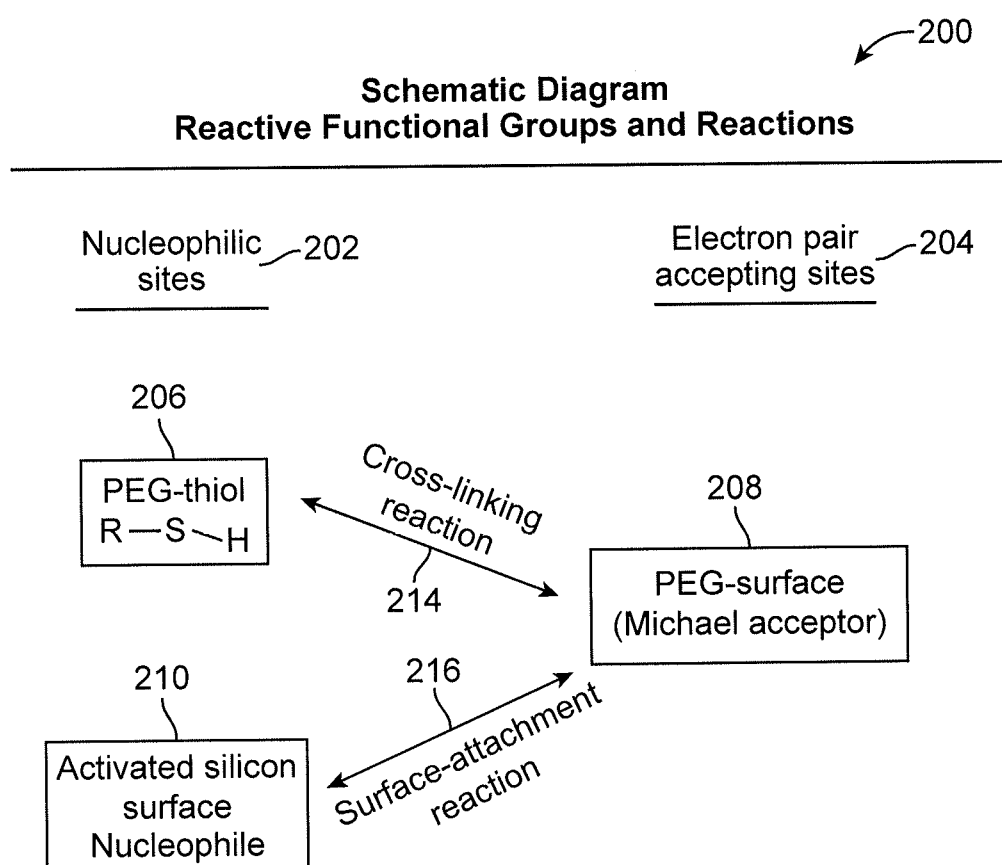 200
Schematic Diagram
Reactive Functional Groups and Reactions
Nucleophilic
sites
202
Electron pair
accepting sites
204
206
PEG-thiol
R—S—H
Cross-linking
reaction
214
208
PEG-surface
(Michael acceptor)
210
Activated silicon
surface
Nucleophile
216
Surface-attachment
reaction